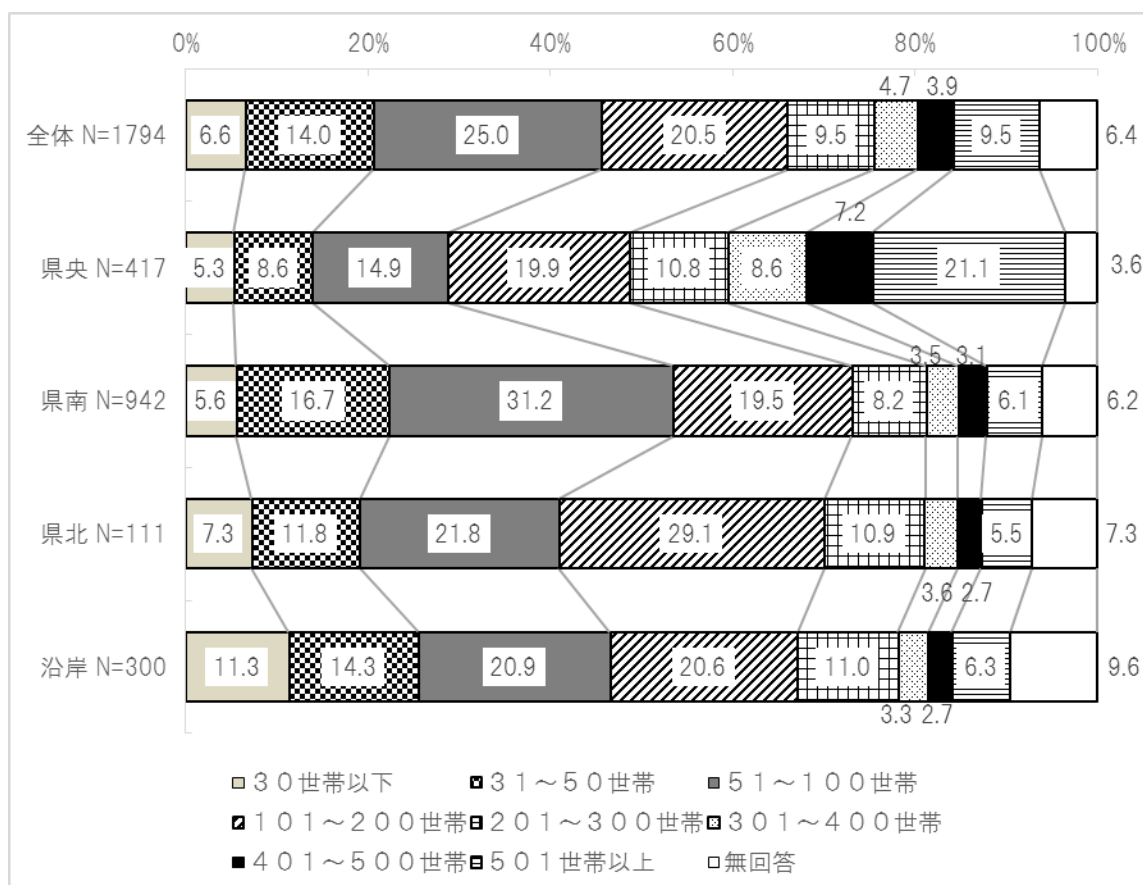 0% 20% 40% 60% 80% 100%
4.7 3.9
全体 N=1794 6.6 14.0 25.0 20.5 9.5 9.5 6.4
7.2
県央 N=417 5.3 8.6 14.9 19.9 10.8 8.6 21.1 3.6
3.5 3.1
県南 N=942 5.6 16.7 31.2 19.5 8.2 6.1 6.2
県北 N=111 7.3 11.8 21.8 29.1 10.9 5.5 7.3
3.6 2.7
沿岸 N=300 11.3 14.3 20.9 20.6 11.0 6.3 9.6
3.3 2.7
30世帯以下 31～50世帯 51～100世帯
101～200世帯 201～300世帯 301～400世帯
401～500世帯 501世帯以上 無回答